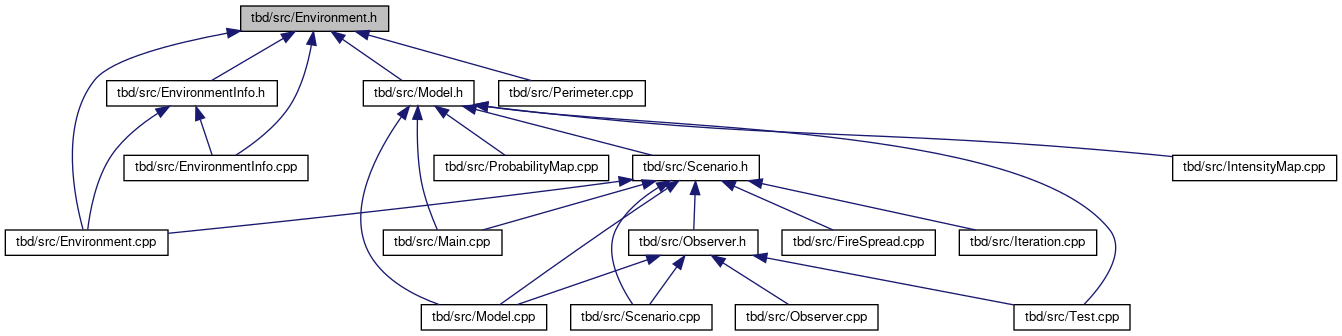 tbd/src/Environment.h
tbd/src/EnvironmentInfo.h
tbd/src/Model.h
tbd/src/Perimeter.cpp
tbd/src/EnvironmentInfo.cpp
tbd/src/ProbabilityMap.cpp
tbd/src/Scenario.h
tbd/src/IntensityMap.cpp
tbd/src/Environment.cpp
tbd/src/Main.cpp
tbd/src/Observer.h
tbd/src/FireSpread.cpp
tbd/src/Iteration.cpp
tbd/src/Model.cpp
tbd/src/Scenario.cpp
tbd/src/Observer.cpp
tbd/src/Test.cpp